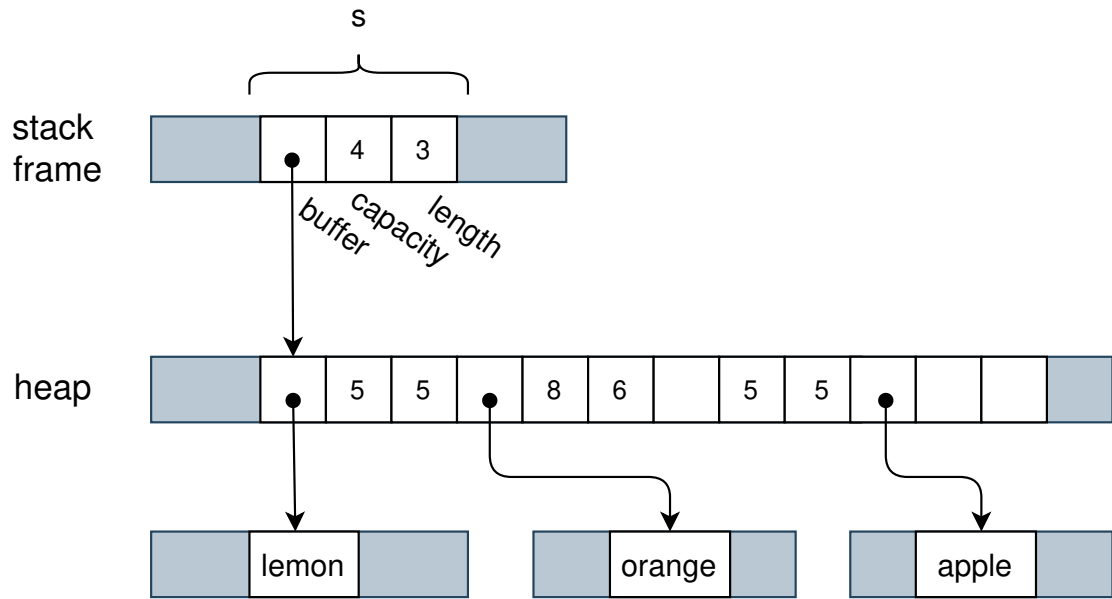 s
stack
frame
4 3
buffer
capacity
length
heap
5 5 8 6 5 5
lemon orange apple